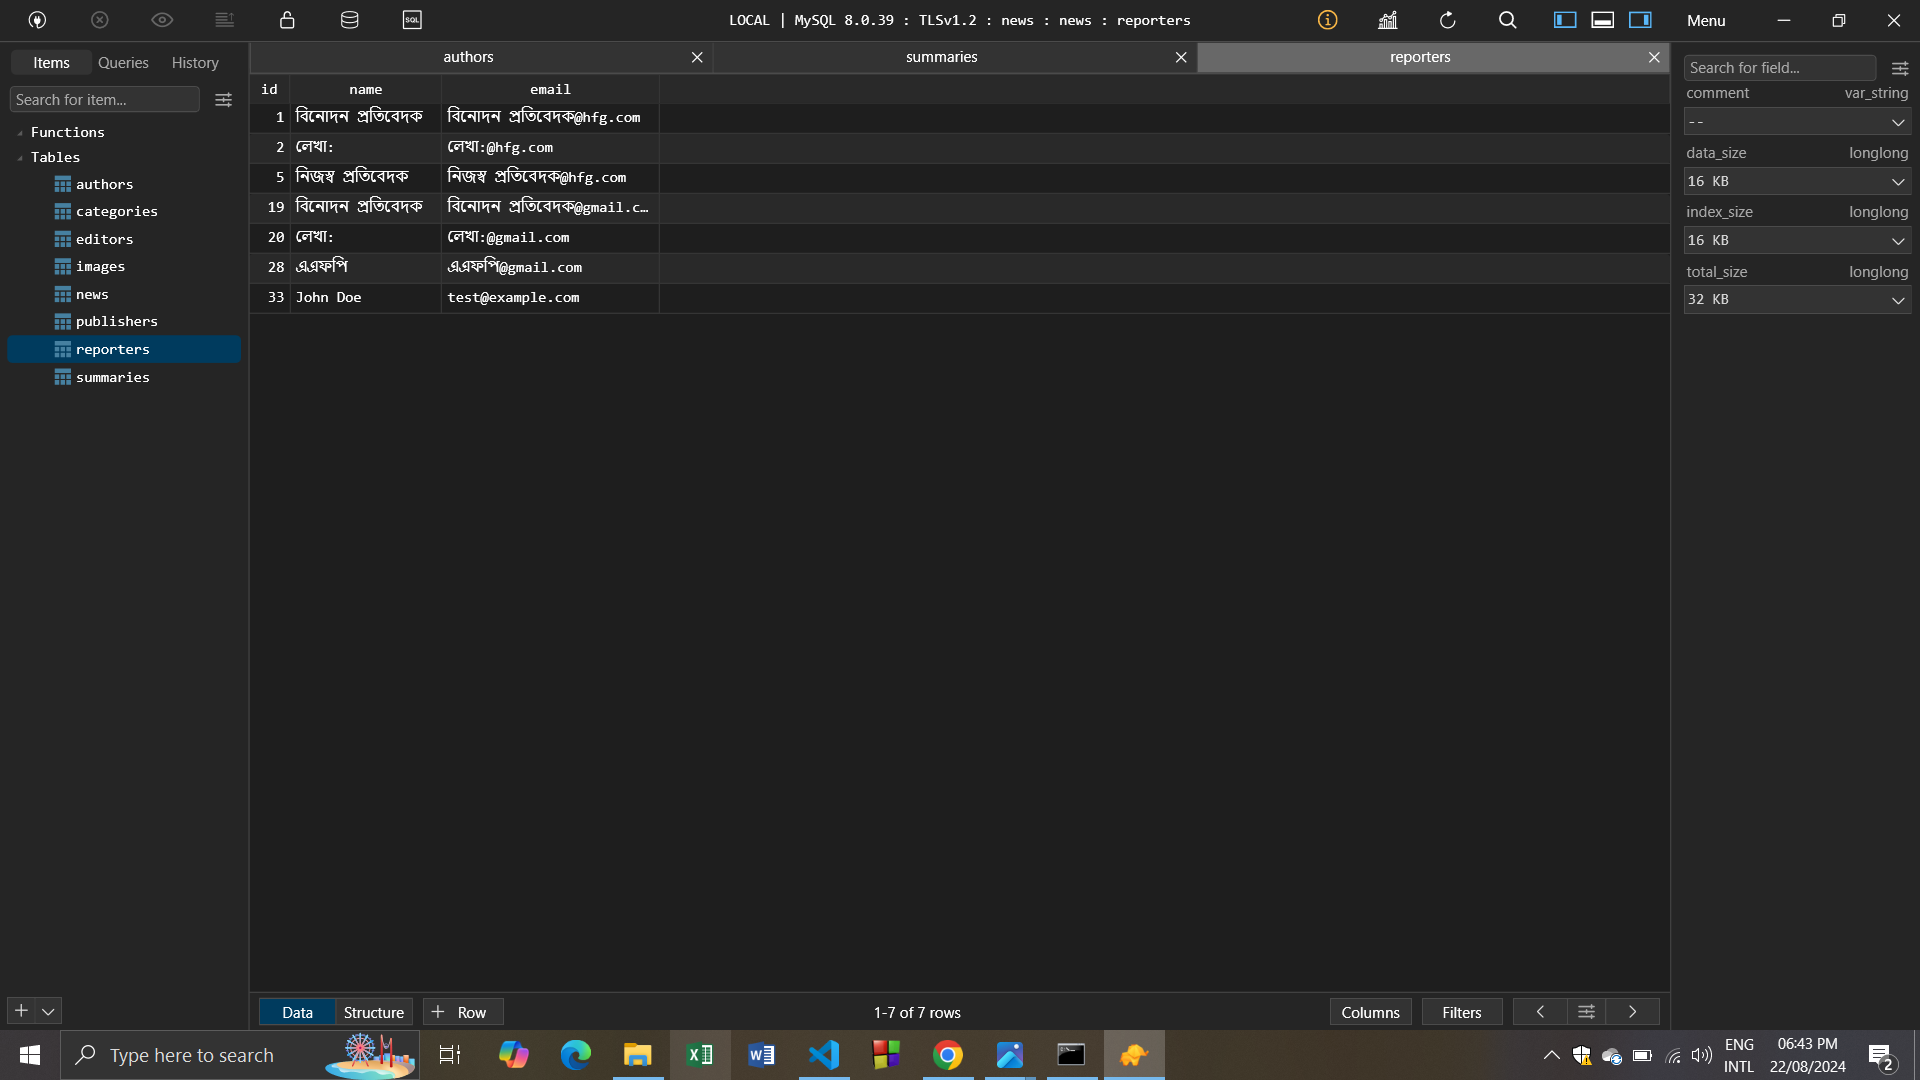 LOCAL | MySQL 8.0.39 : TLSv1.2 : news : news : reporters
Menu
SQL
Items Queries History
Search for item...
Functions
Tables
authors
categories
editors
images
news
publishers
reporters
summaries
authors summaries reporters
id name email
1 বিনোদন প্রতিবেদক বিনোদন প্রতিবেদক@hfg.com
2 লেখা: লেখা:@hfg.com
5 নিজস্ব প্রতিবেদক নিজস্ব প্রতিবেদক@hfg.com
19 বিনোদন প্রতিবেদক বিনোদন প্রতিবেদক@gmail.c…
20 লেখা: লেখা:@gmail.com
28 এএফপি এএফপি@gmail.com
33 John Doe test@example.com
Search for field...
comment var_string
--
data_size longlong
16 KB
index_size longlong
16 KB
total_size longlong
32 KB
Data Structure + Row 1-7 of 7 rows Columns Filters
Type here to search
ENG
INTL
06:43 PM
22/08/2024
2